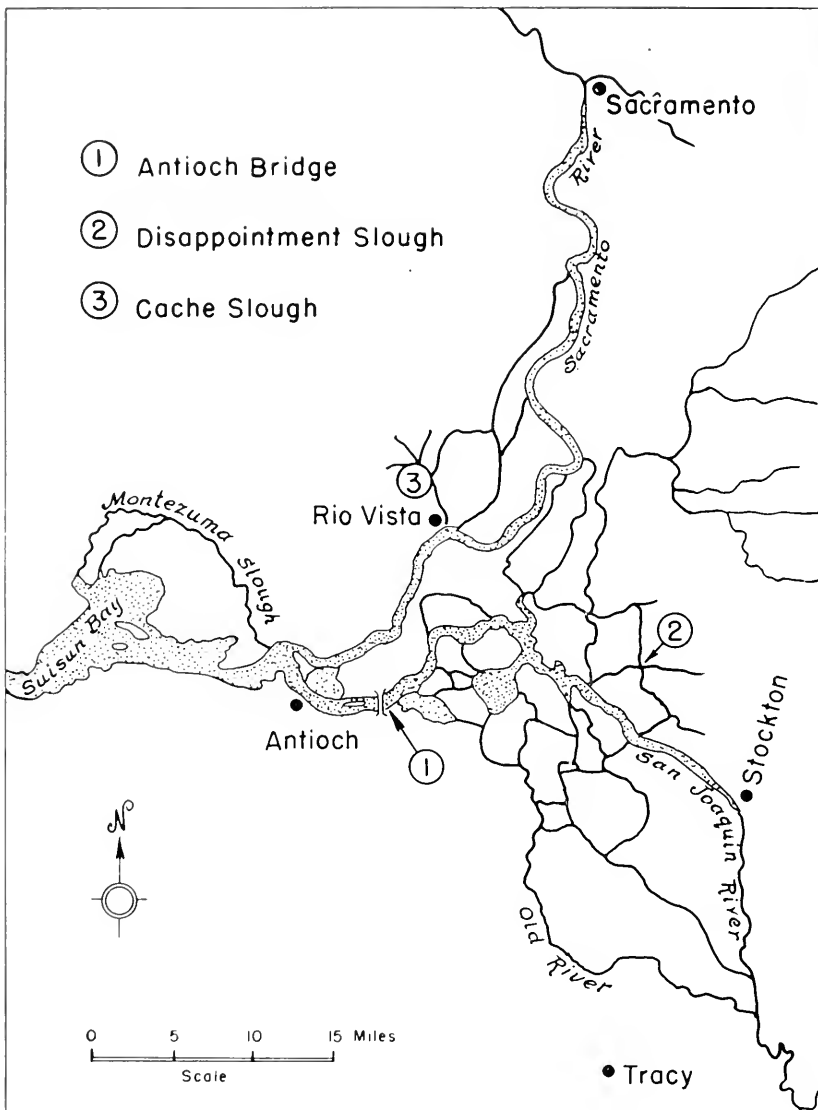 Sacramento
① Antioch Bridge
② Disappointment Slough
③ Cache Slough
River
Sacramento
③
Rio Vista
Montezuma Slough
Suisun Bay
②
Antioch
①
Stockton
San Joaquin River
N
Old River
0 5 10 15 Miles
Scale
Tracy